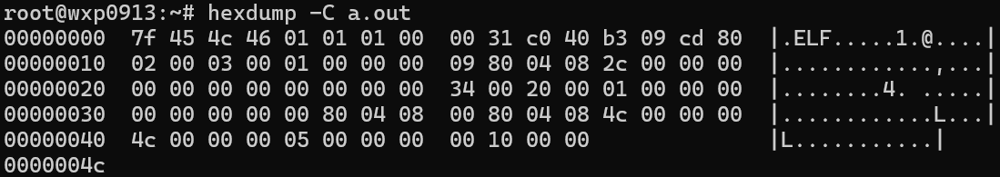 root@wxp0913:~# hexdump -C a.out
00000000  7f 45 4c 46 01 01 01 00  00 31 c0 40 b3 09 cd 80  |.ELF.....1.@....|
00000010  02 00 03 00 01 00 00 00  09 80 04 08 2c 00 00 00  |............,...|
00000020  00 00 00 00 00 00 00 00  34 00 20 00 01 00 00 00  |........4. .....|
00000030  00 00 00 00 00 80 04 08  00 80 04 08 4c 00 00 00  |............L...|
00000040  4c 00 00 00 05 00 00 00  00 10 00 00              |L...........|
0000004c